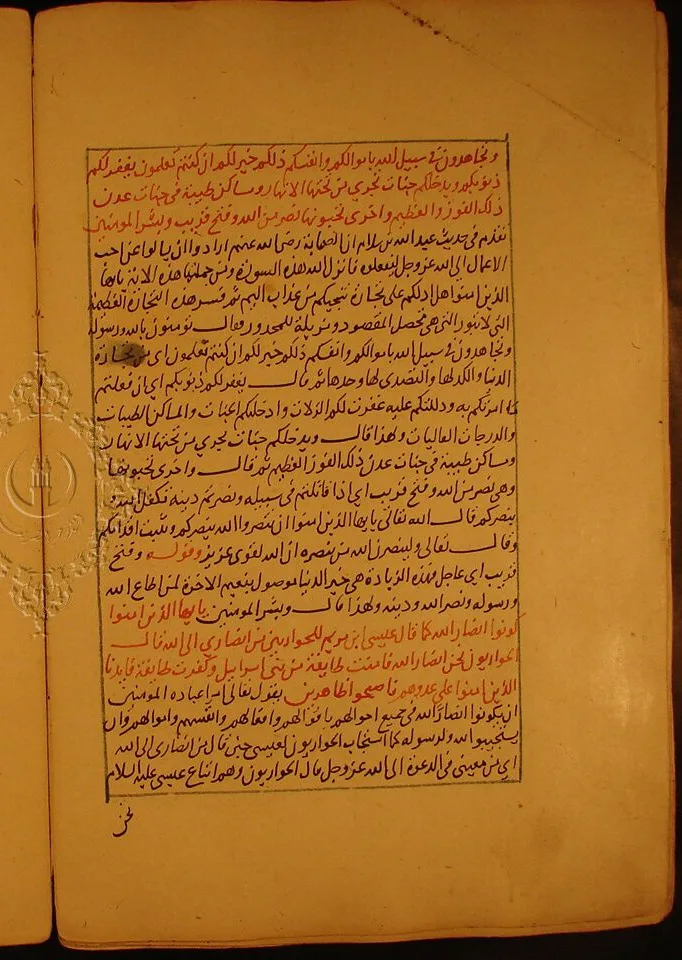 وتجاهدون في سبيل الله باموالكم وانفسكم ذلكم خير لكم ان كنتم تعلمون يغفر لكم
ذنوبكم ويدخلكم جنات تجري من تحتها الانهار ومساكن طيبة في جنات عدن
ذلك الفوز العظيم واخرى تحبونها نصر من الله وفتح قريب وبشر المومنين
تقدم في حديث عبد الله بن سلام ان الصحابة رضي الله عنهم ارادوا ان يسالوا عن احب
الاعمال الى الله عز وجل ليفعلوه فانزل الله هذه السورة ومن جملتها هذه الاية يايها
الذين امنوا هل ادلكم على تجارة تنجيكم من عذاب اليم ثم فسر هذه التجارة العظيمة
التي لا تبور التي هي محصل المقصود ومزيلة للمحذور فقال تومنون بالله ورسوله
وتجاهدون في سبيل الله باموالكم وانفسكم ذلكم خير لكم ان كنتم تعلمون اي من تجارة
الدنيا والكد لها والتصدي لها وحدها ثم قال يغفر لكم ذنوبكم اي ان فعلتم
ما امرتكم به ودللتكم عليه غفرت لكم الزلات وادخلتكم الجنات والمساكن الطيبات
والدرجات العاليات ولهذا قال ويدخلكم جنات تجري من تحتها الانهار
ومساكن طيبة في جنات عدن ذلك الفوز العظيم ثم قال واخرى تحبونها
وهي نصر من الله وفتح قريب اي اذا قاتلتم في سبيله ونصرتم دينه تكفل الله
بنصركم قال الله تعالى يايها الذين امنوا ان تنصروا الله ينصركم ويثبت اقدامكم
وقال تعالى ولينصرن الله من ينصره ان الله لقوى عزيز وقوله وفتح
قريب اي عاجل فهذه الزيادة هي خير الدنيا موصول بنعيم الاخرة لمن اطاع الله
ورسوله ونصر الله ودينه ولهذا قال وبشر المومنين يايها الذين امنوا
كونوا انصار الله كما قال عيسى ابن مريم للحواريين من انصاري الى الله قال
الحواريون نحن انصار الله فامنت طايفة من بني اسرايل وكفرت طايفة فايدنا
الذين امنوا على عدوهم فاصبحوا ظاهرين يقول تعالى امرا عباده المومنين
ان يكونوا انصار الله في جميع احوالهم باقوالهم وافعالهم وانفسهم واموالهم وان
يستجيبوا لله ولرسوله كما استجاب الحواريون لعيسى حين قال من انصاري الى الله
اي من معيني في الدعوة الى الله عز وجل قال الحواريون وهم اتباع عيسى عليه السلام
نحن